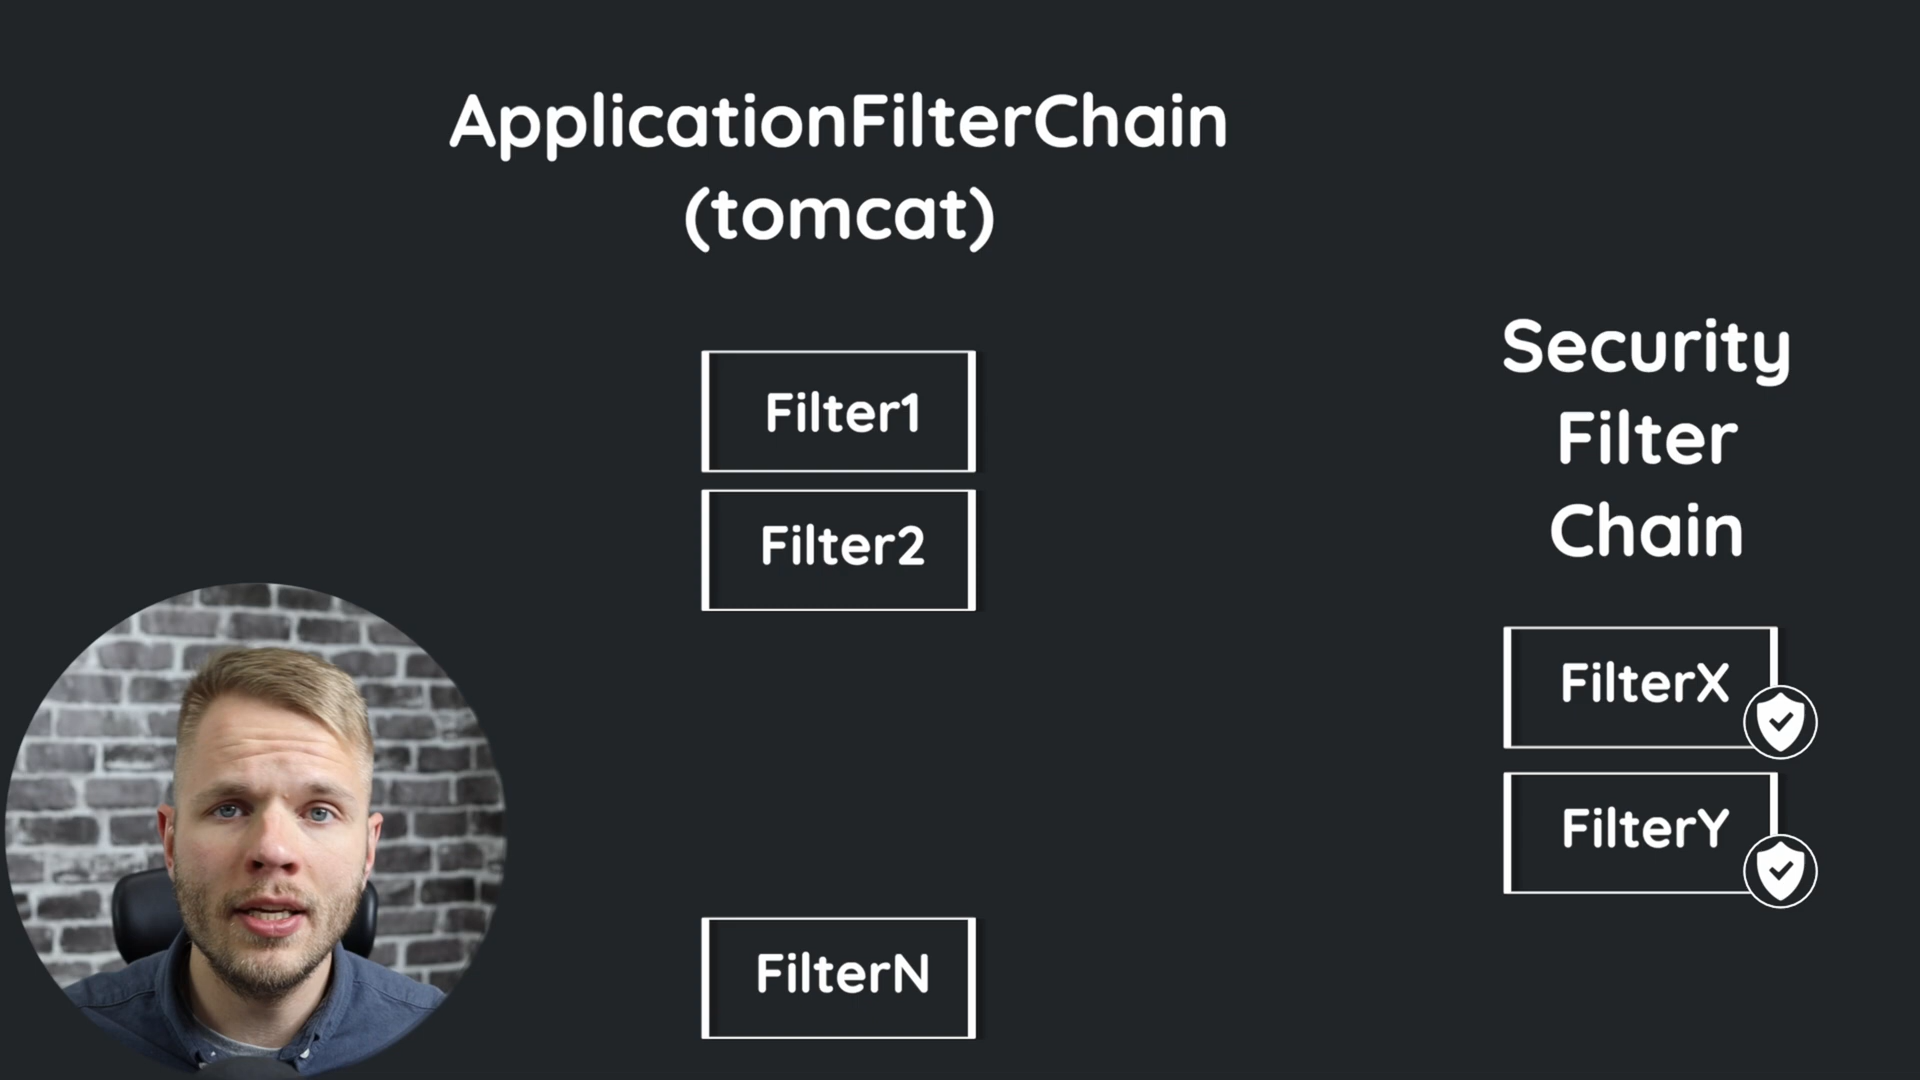 ApplicationFilterChain
(tomcat)
Filter1
Filter2
FilterN
Security
Filter
Chain
FilterX
FilterY